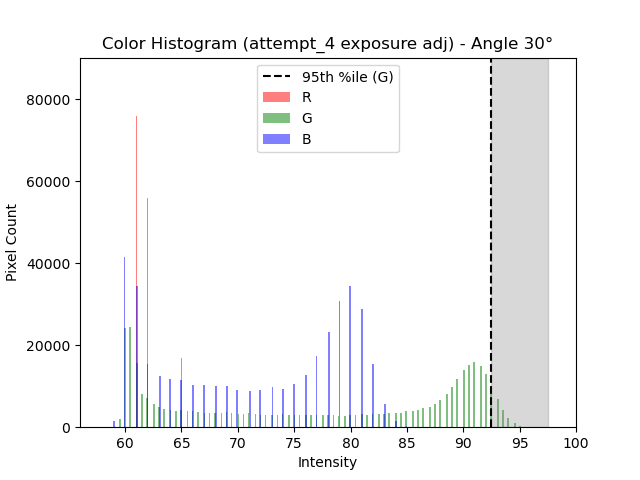 Color Histogram (attempt_4 exposure adj) - Angle 30°
95th %ile (G)
R
G
B
Pixel Count
80000
60000
40000
20000
0
60 65 70 75 80 85 90 95 100
Intensity